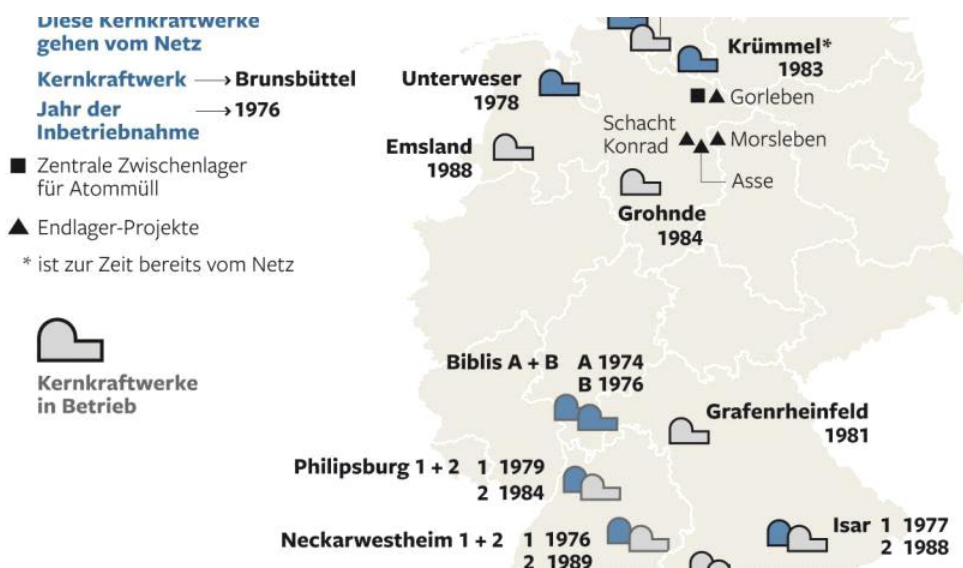 Diese Kernkraftwerke
gehen vom Netz
Kernkraftwerk → Brunsbüttel
Jahr der → 1976
Inbetriebnahme
Zentrale Zwischenlager
für Atommüll
Endlager-Projekte
* ist zur Zeit bereits vom Netz
Kernkraftwerke
in Betrieb
Krümmel*
1983
Unterweser
1978
Gorleben
Schacht
Konrad
Morsleben
Asse
Emsland
1988
Grohnde
1984
Biblis A + B A 1974
B 1976
Grafenrheinfeld
1981
Philipsburg 1 + 2 1 1979
2 1984
Neckarwestheim 1 + 2 1 1976
2 1989
Isar 1 1977
2 1988